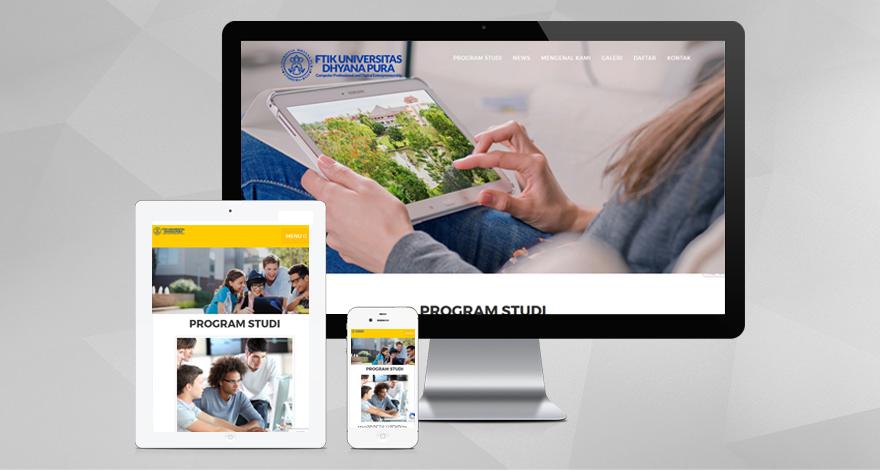 FTIK UNIVERSITAS
DHYANA PURA
Computer Professional and Digital Entrepreneurship
PROGRAM STUDI NEWS MENGENAL KAMI GALERI DAFTAR KONTAK
PROGRAM STUDI
MENU
PROGRAM STUDI
PROGRAM STUDI